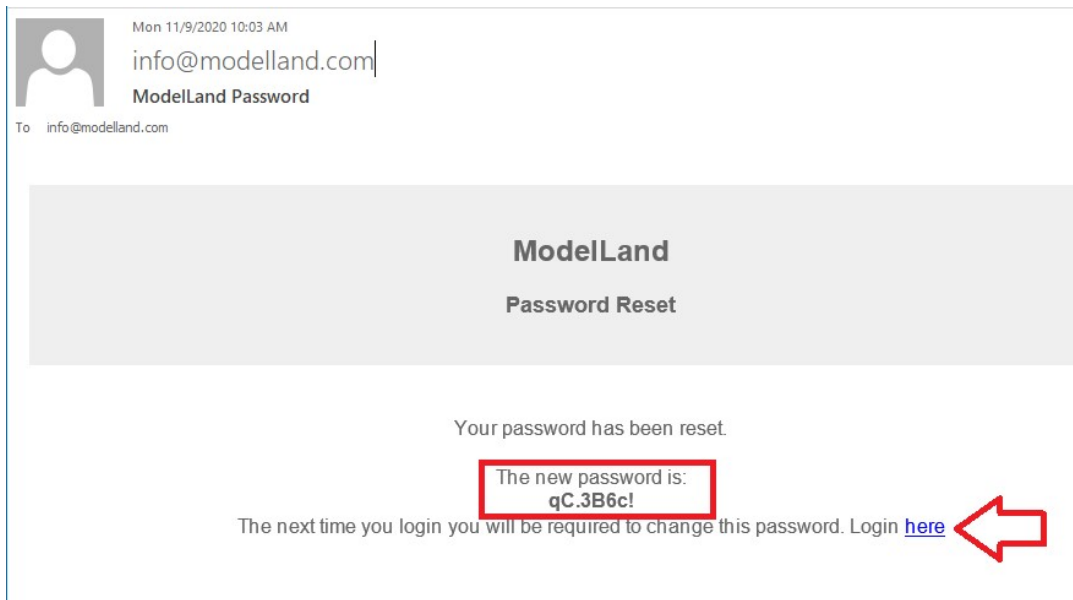 Mon 11/9/2020 10:03 AM
info@modelland.com
ModelLand Password
To info@modelland.com
ModelLand
Password Reset
Your password has been reset.
The new password is:
qC.3B6c!
The next time you login you will be required to change this password. Login here